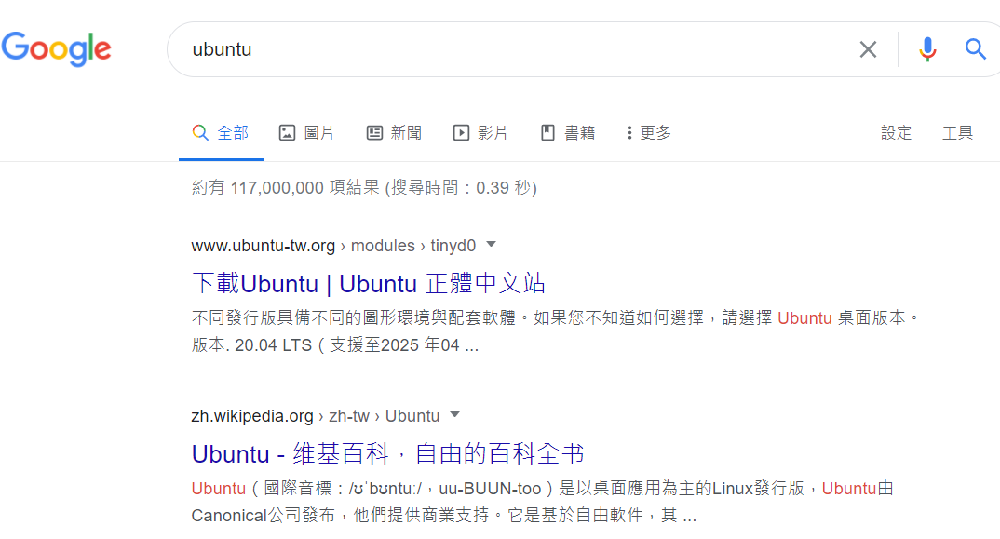 Google
ubuntu
全部 圖片 新聞 影片 書籍 更多 設定 工具
約有 117,000,000 項結果 (搜尋時間：0.39 秒)
www.ubuntu-tw.org › modules › tinyd0
下載Ubuntu | Ubuntu 正體中文站
不同發行版具備不同的圖形環境與配套軟體。如果您不知道如何選擇，請選擇 Ubuntu 桌面版本。
版本. 20.04 LTS ( 支援至2025 年04 ...
zh.wikipedia.org › zh-tw › Ubuntu
Ubuntu - 维基百科，自由的百科全书
Ubuntu（國際音標：/ʊˈbʊntuː/，uu-BUUN-too）是以桌面應用為主的Linux發行版，Ubuntu由
Canonical公司發布，他們提供商業支持。它是基於自由軟件，其 ...